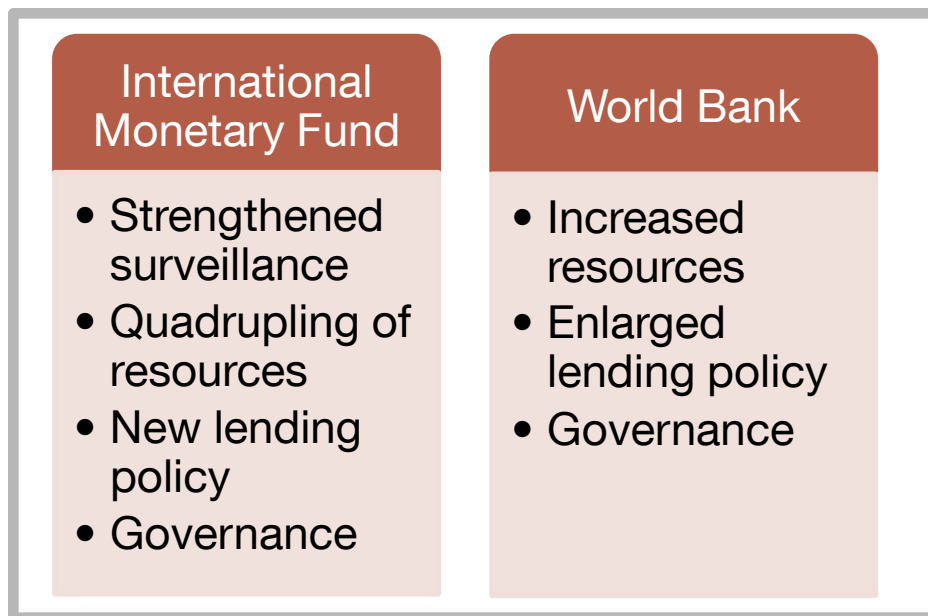 International
Monetary Fund
• Strengthened
surveillance
• Quadrupling of
resources
• New lending
policy
• Governance
World Bank
• Increased
resources
• Enlarged
lending policy
• Governance